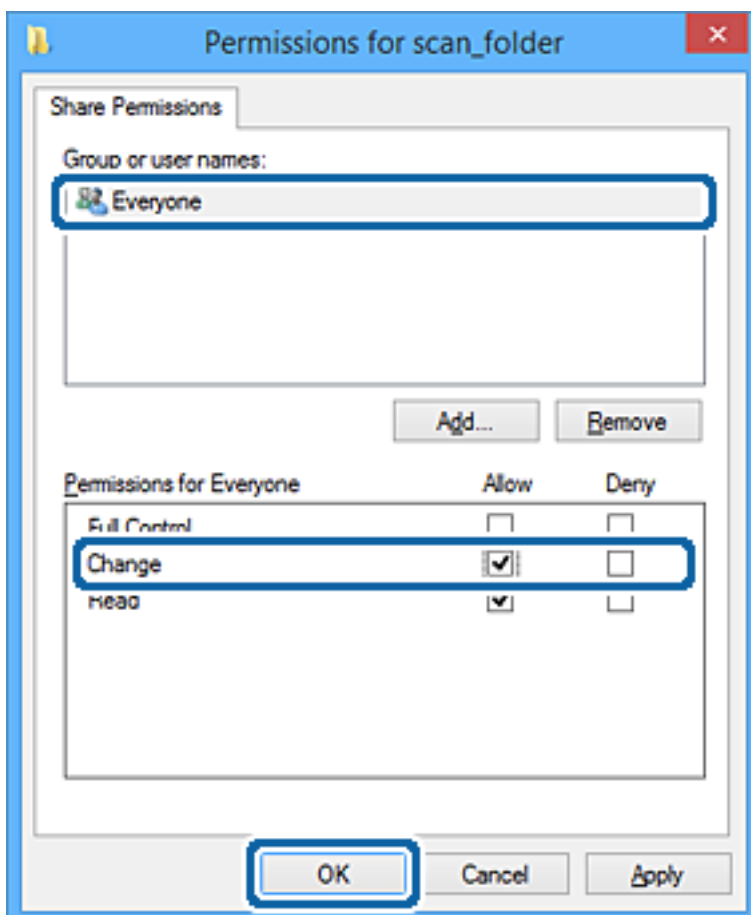 Permissions for scan_folder
Share Permissions
Group or user names:
Everyone
Add... Remove
Permissions for Everyone Allow Deny
Full Control
Change
Read
OK Cancel Apply